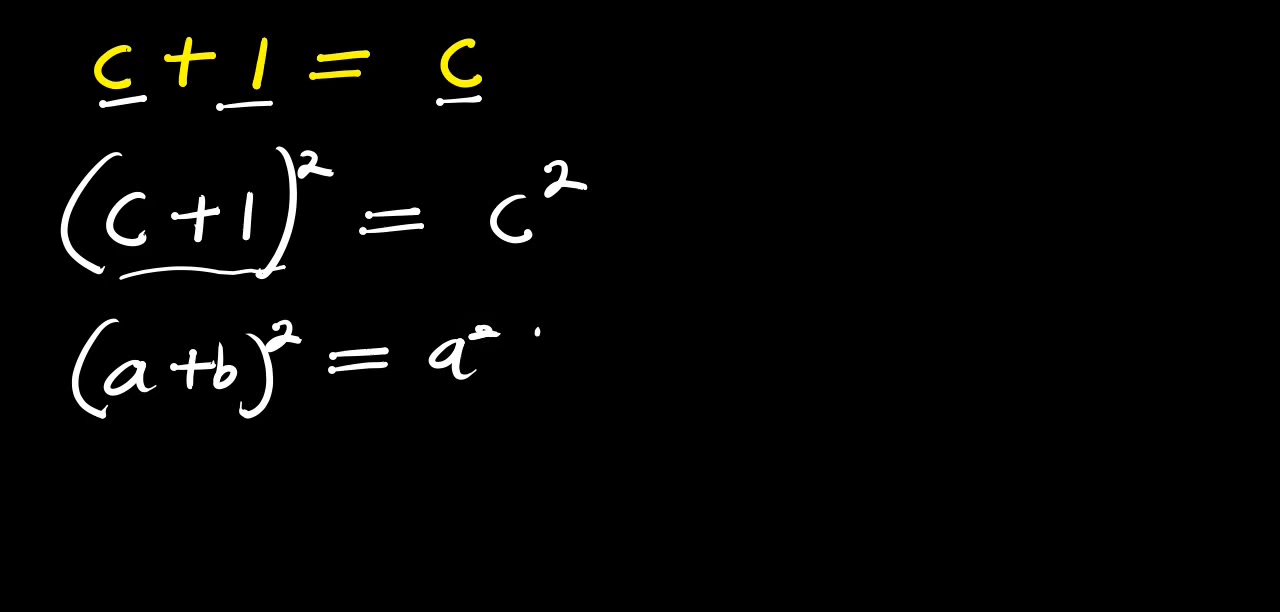 c + 1 = c
(c + 1)² = c²
(a + b)² = a²